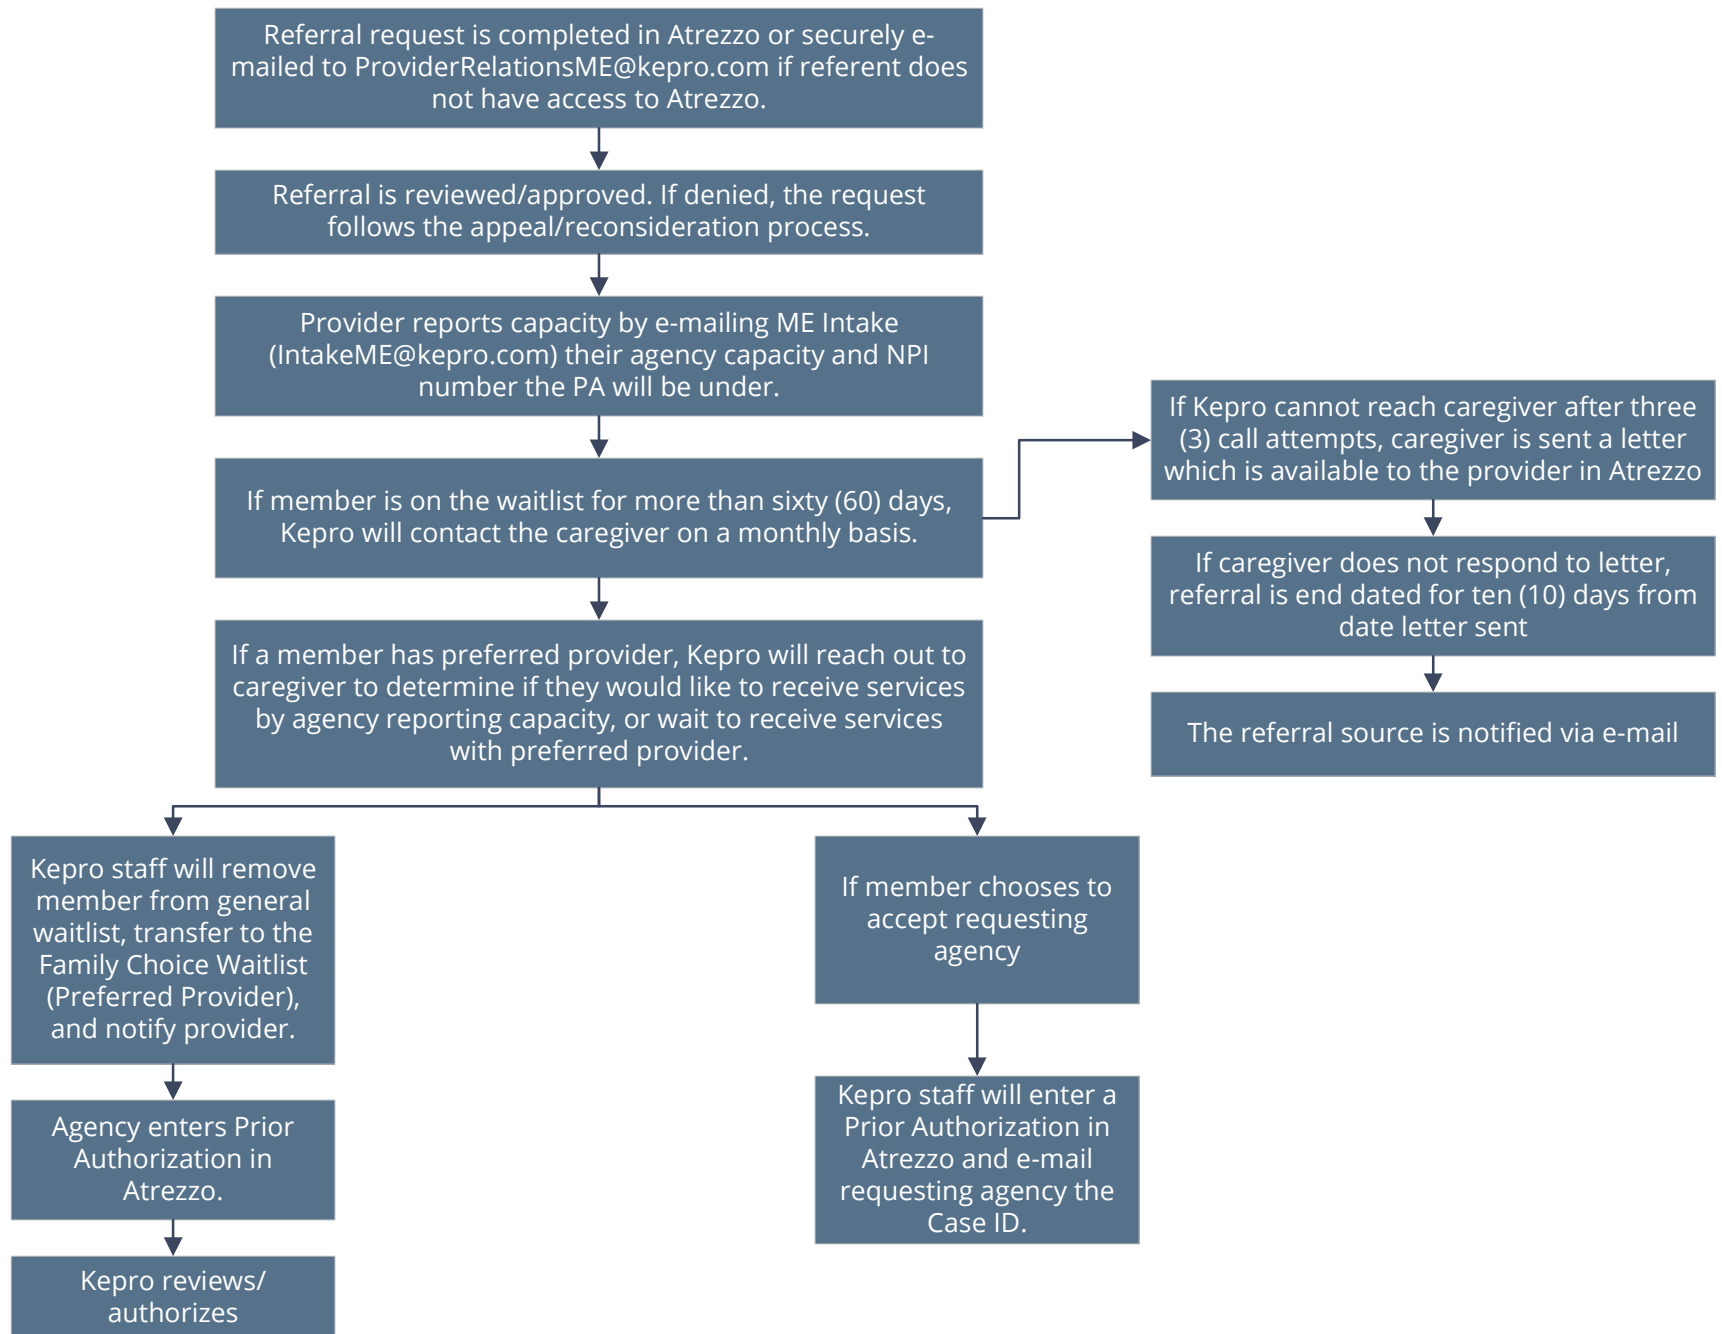 Referral request is completed in Atrezzo or securely e-
mailed to ProviderRelationsME@kepro.com if referent does
not have access to Atrezzo.
Referral is reviewed/approved. If denied, the request
follows the appeal/reconsideration process.
Provider reports capacity by e-mailing ME Intake
(IntakeME@kepro.com) their agency capacity and NPI
number the PA will be under.
If member is on the waitlist for more than sixty (60) days,
Kepro will contact the caregiver on a monthly basis.
If Kepro cannot reach caregiver after three
(3) call attempts, caregiver is sent a letter
which is available to the provider in Atrezzo
If caregiver does not respond to letter,
referral is end dated for ten (10) days from
date letter sent
The referral source is notified via e-mail
If a member has preferred provider, Kepro will reach out to
caregiver to determine if they would like to receive services
by agency reporting capacity, or wait to receive services
with preferred provider.
Kepro staff will remove
member from general
waitlist, transfer to the
Family Choice Waitlist
(Preferred Provider),
and notify provider.
Agency enters Prior
Authorization in
Atrezzo.
Kepro reviews/
authorizes
If member chooses to
accept requesting
agency
Kepro staff will enter a
Prior Authorization in
Atrezzo and e-mail
requesting agency the
Case ID.